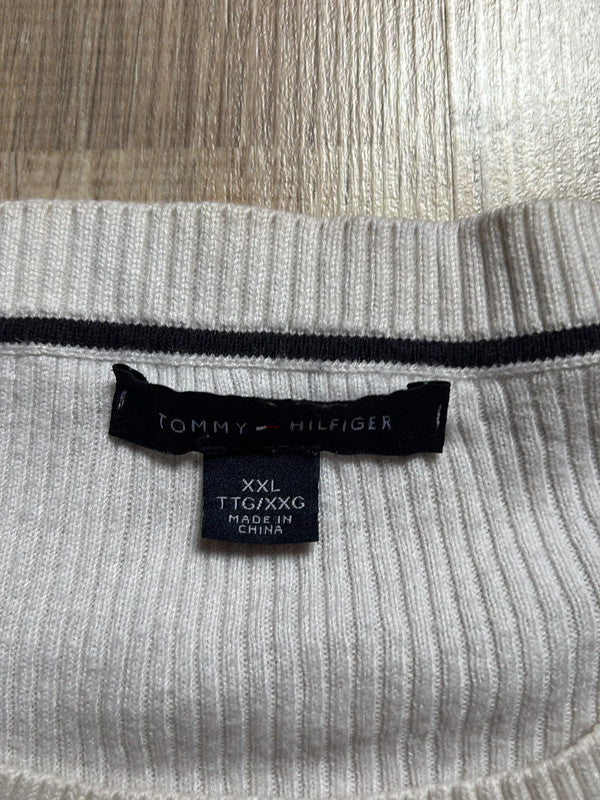 TOMMY HILFIGER
XXL
TTG/XXG
MADE IN
CHINA